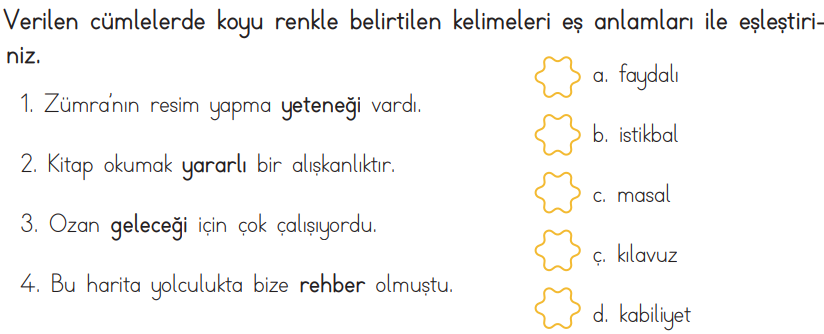 Verilen cümlelerde koyu renkle belirtilen kelimeleri eş anlamları ile eşleştiri-
niz.
1. Zümra'nın resim yapma yeteneği vardı.
2. Kitap okumak yararlı bir alışkanlıktır.
3. Ozan geleceği için çok çalışıyordu.
4. Bu harita yolculukta bize rehber olmuştu.
a. faydalı
b. istikbal
c. masal
ç. kılavuz
d. kabiliyet